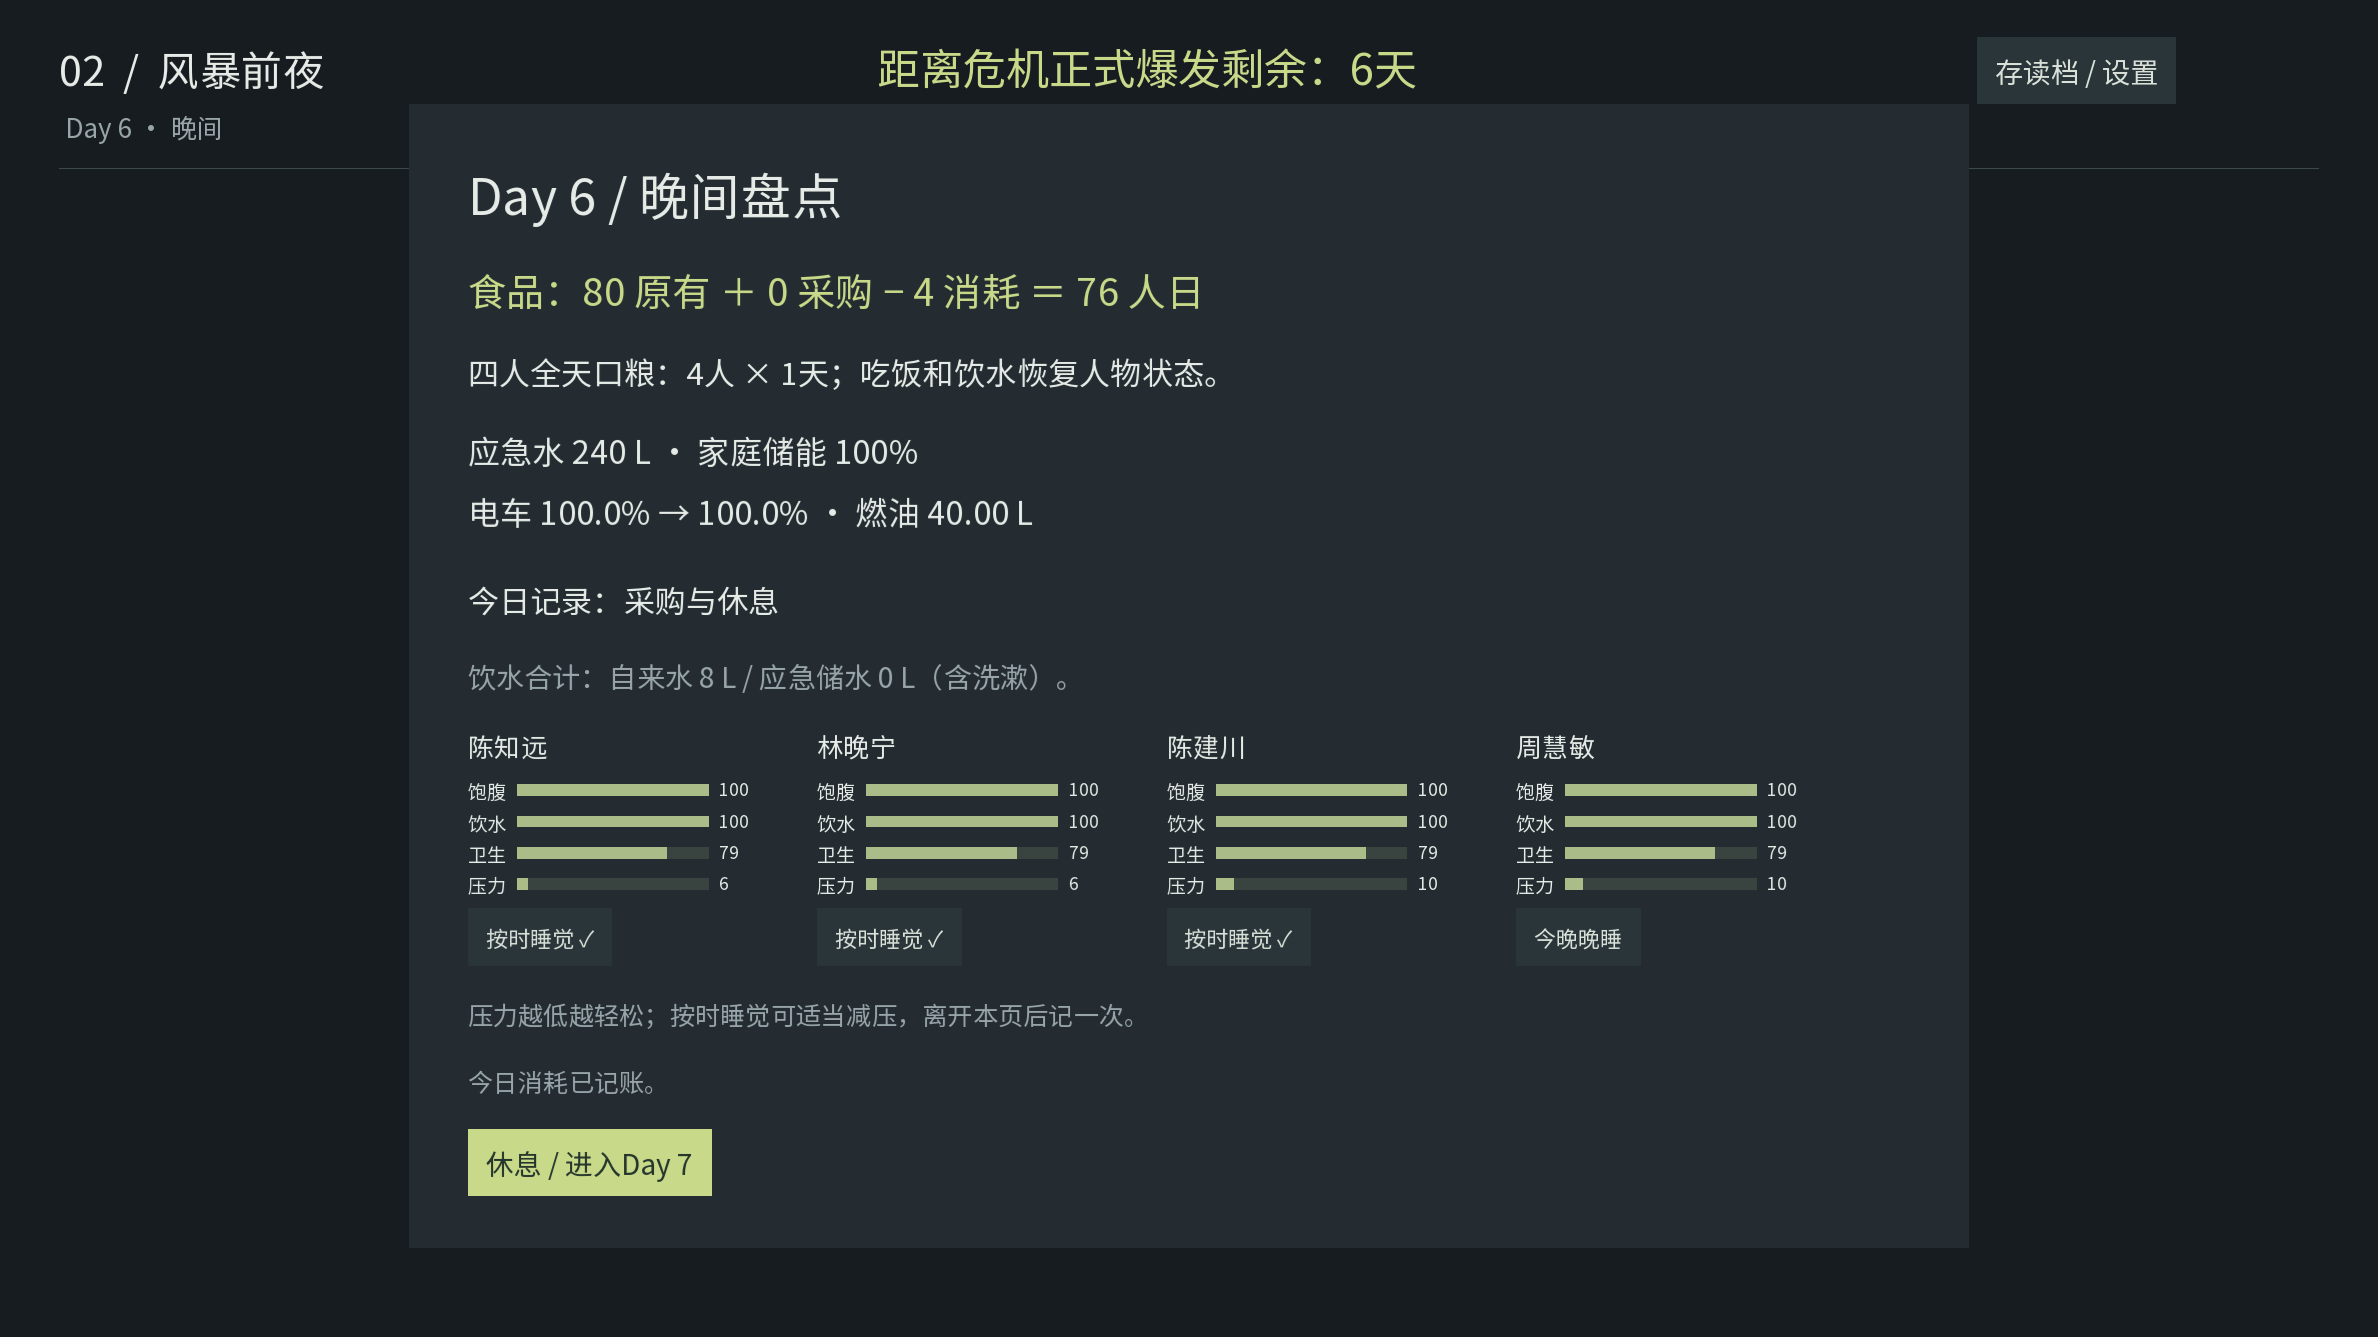 02 / 风暴前夜
距离危机正式爆发剩余：6天
存读档 / 设置
Day 6 · 晚间
Day 6 / 晚间盘点
食品：80 原有 ＋ 0 采购 − 4 消耗 ＝ 76 人日
四人全天口粮：4人 × 1天；吃饭和饮水恢复人物状态。
应急水 240 L · 家庭储能 100%
电车 100.0% → 100.0% · 燃油 40.00 L
今日记录：采购与休息
饮水合计：自来水 8 L / 应急储水 0 L（含洗漱）。
陈知远 林晚宁 陈建川 周慧敏
饱腹 100 饱腹 100 饱腹 100 饱腹 100
饮水 100 饮水 100 饮水 100 饮水 100
卫生 79 卫生 79 卫生 79 卫生 79
压力 6 压力 6 压力 10 压力 10
按时睡觉 ✓ 按时睡觉 ✓ 按时睡觉 ✓ 今晚晚睡
压力越低越轻松；按时睡觉可适当减压，离开本页后记一次。
今日消耗已记账。
休息 / 进入Day 7